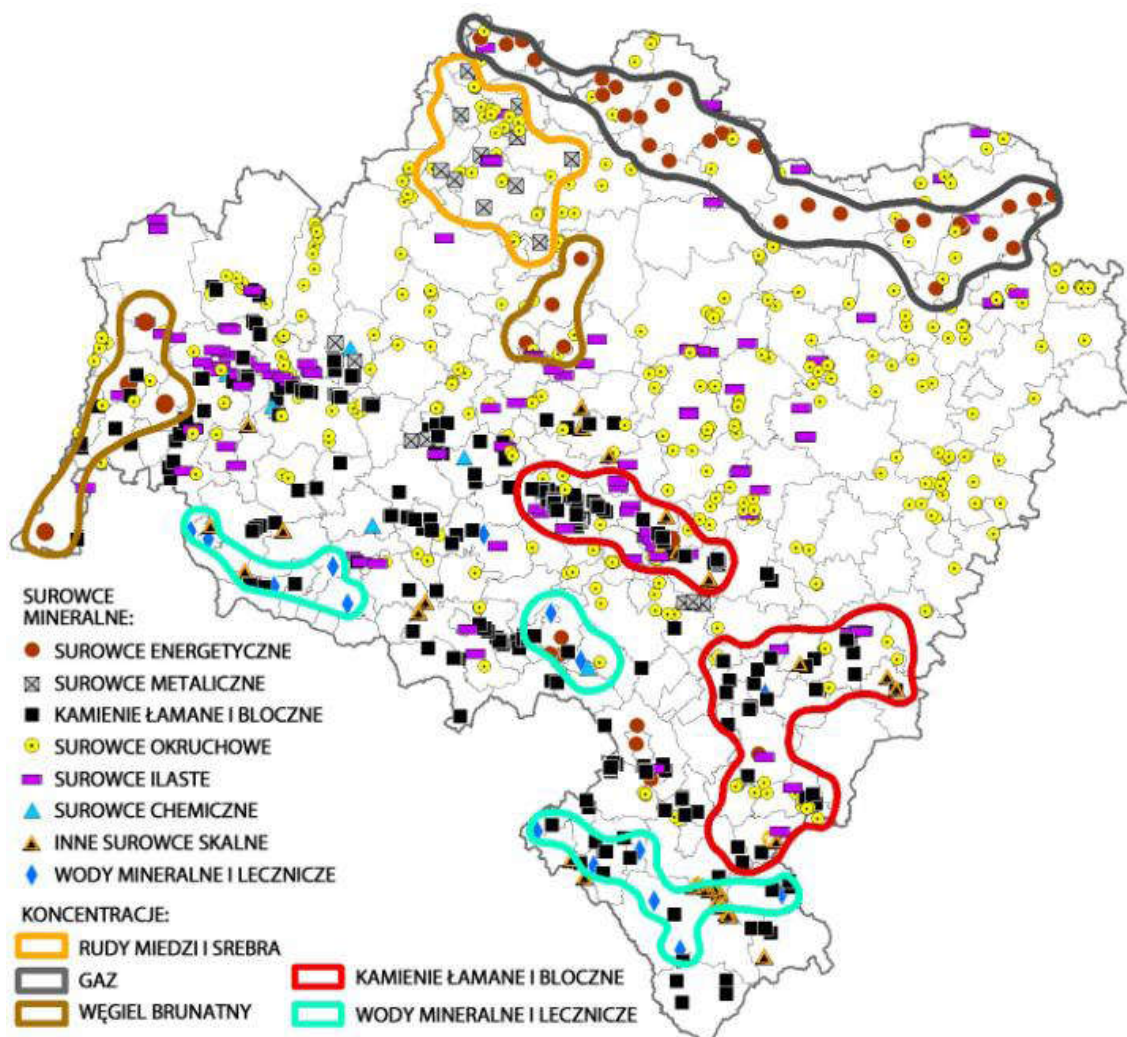 SUROWCE
MINERALNE:
SUROWCE ENERGETYCZNE
SUROWCE METALICZNE
KAMIENIE ŁAMANE I BLOCZNE
SUROWCE OKRUCHOWE
SUROWCE ILASTE
SUROWCE CHEMICZNE
INNE SUROWCE SKALNE
WODY MINERALNE I LECZNICZE
KONCENTRACJE:
RUDY MIEDZI I SREBRA
GAZ
WĘGIEL BRUNATNY
KAMIENIE ŁAMANE I BLOCZNE
WODY MINERALNE I LECZNICZE